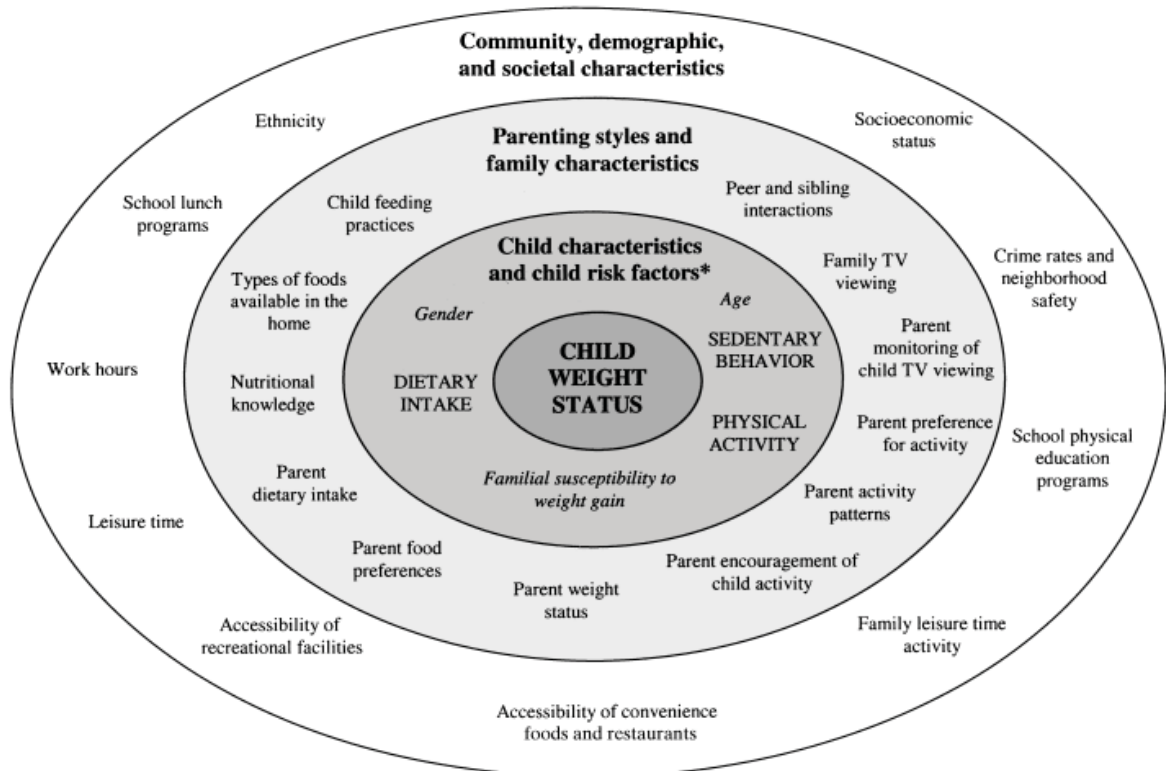 Community, demographic,
and societal characteristics
Ethnicity
Socioeconomic
status
Parenting styles and
family characteristics
School lunch
programs
Child feeding
practices
Peer and sibling
interactions
Child characteristics
and child risk factors*
Family TV
viewing
Crime rates and
neighborhood
safety
Types of foods
available in the
home
Gender
Age
SEDENTARY
BEHAVIOR
Parent
monitoring of
child TV viewing
Work hours
Nutritional
knowledge
DIETARY
INTAKE
CHILD
WEIGHT
STATUS
PHYSICAL
ACTIVITY
Parent preference
for activity
School physical
education
programs
Parent
dietary intake
Familial susceptibility to
weight gain
Parent activity
patterns
Leisure time
Parent food
preferences
Parent weight
status
Parent encouragement of
child activity
Accessibility of
recreational facilities
Family leisure time
activity
Accessibility of convenience
foods and restaurants